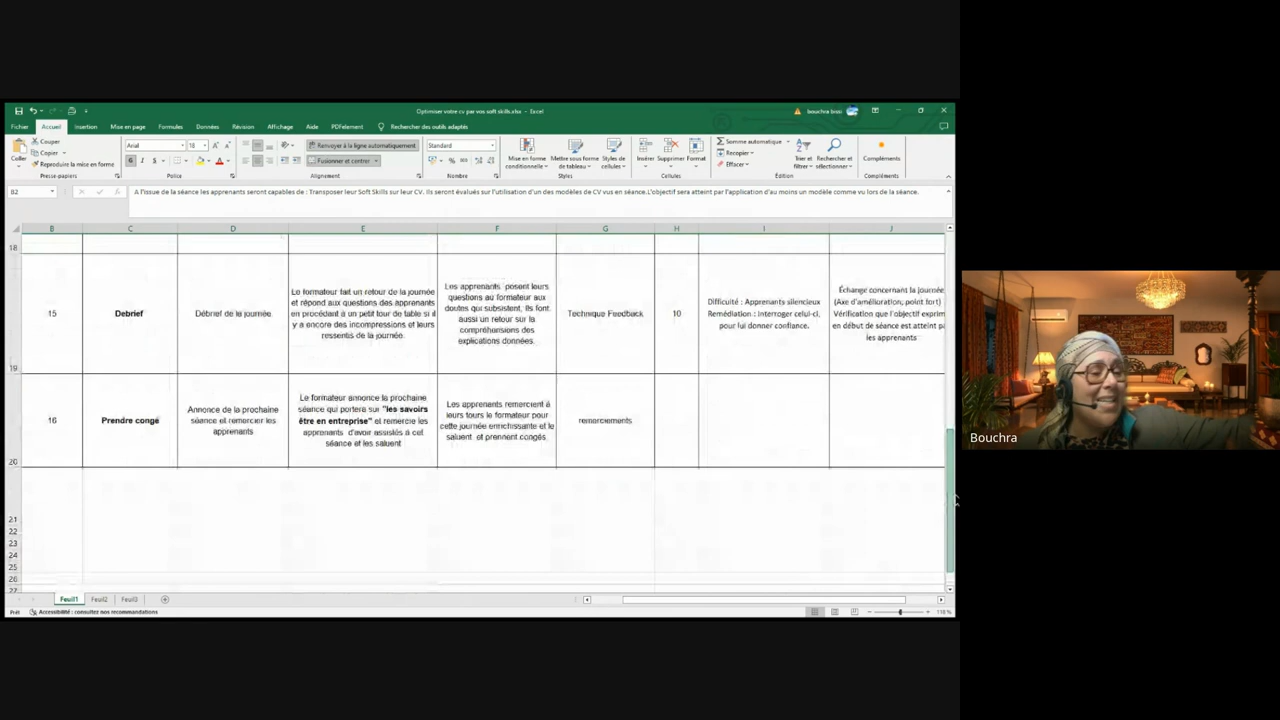 Optimiser votre cv par vos soft skills.xlsx - Excel
bouchra
Fichier Accueil Insertion Mise en page Formules Données Révision Affichage Aide PDFelement Rechercher des outils adaptés
Couper
Copier
Reproduire la mise en forme
Coller
Presse-papiers
Arial 18
G I S
Police
Renvoyer à la ligne automatiquement
Fusionner et centrer
Alignement
Standard
Nombre
Mise en forme conditionnelle
Mettre sous forme de tableau
Styles de cellules
Styles
Insérer Supprimer Format
Cellules
Somme automatique
Recopier
Effacer
Trier et filtrer
Rechercher et sélectionner
Édition
Compléments
Compléments
B2
A l'issue de la séance les apprenants seront capables de : Transposer leur Soft Skills sur leur CV. Ils seront évalués sur l'utilisation d'un des modèles de CV vus en séance.L'objectif sera atteint par l'application d'au moins un modèle comme vu lors de la séance.
B C D E F G H I J
18
15
Debrief
Débrief de la journée
Le formateur fait un retour de la journée
et répond aux questions des apprenants
en procédant à un petit tour de table si il
y a encore des incompressions et leurs
ressentis de la journée.
Les apprenants posent leurs
questions au formateur aux
doutes qui subsistent, Ils font
aussi un retour sur la
compréhensions des
explications données.
Technique Feedback
10
Difficulté : Apprenants silencieux
Remédiation : Interroger celui-ci,
pour lui donner confiance.
Échange concernant la journée
(Axe d'amélioration, point fort)
Vérification que l'objectif exprim
en début de séance est atteint pa
les apprenants
19
16
Prendre congé
Annonce de la prochaine
séance et remercier les
apprenants
Le formateur annonce la prochaine
séance qui portera sur "les savoirs
être en entreprise" et remercie les
apprenants d'avoir assistés à cet
séance et les saluent
Les apprenants remercient à
leurs tours le formateur pour
cette journée enrichissante et le
saluent et prennent congés
remerciements
20
21
22
23
24
25
26
27
Feuil1 Feuil2 Feuil3
Prêt Accessibilité : consultez nos recommandations
118 %
Bouchra